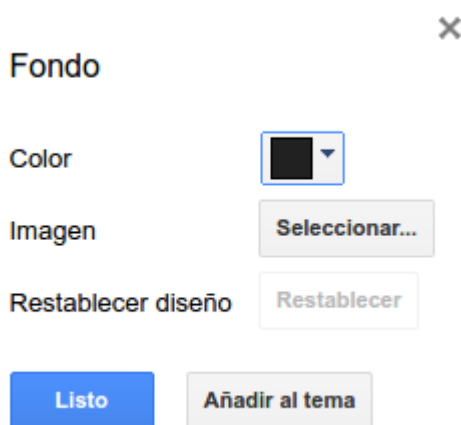 Fondo
Color
Imagen Seleccionar...
Restablecer diseño Restablecer
Listo Añadir al tema